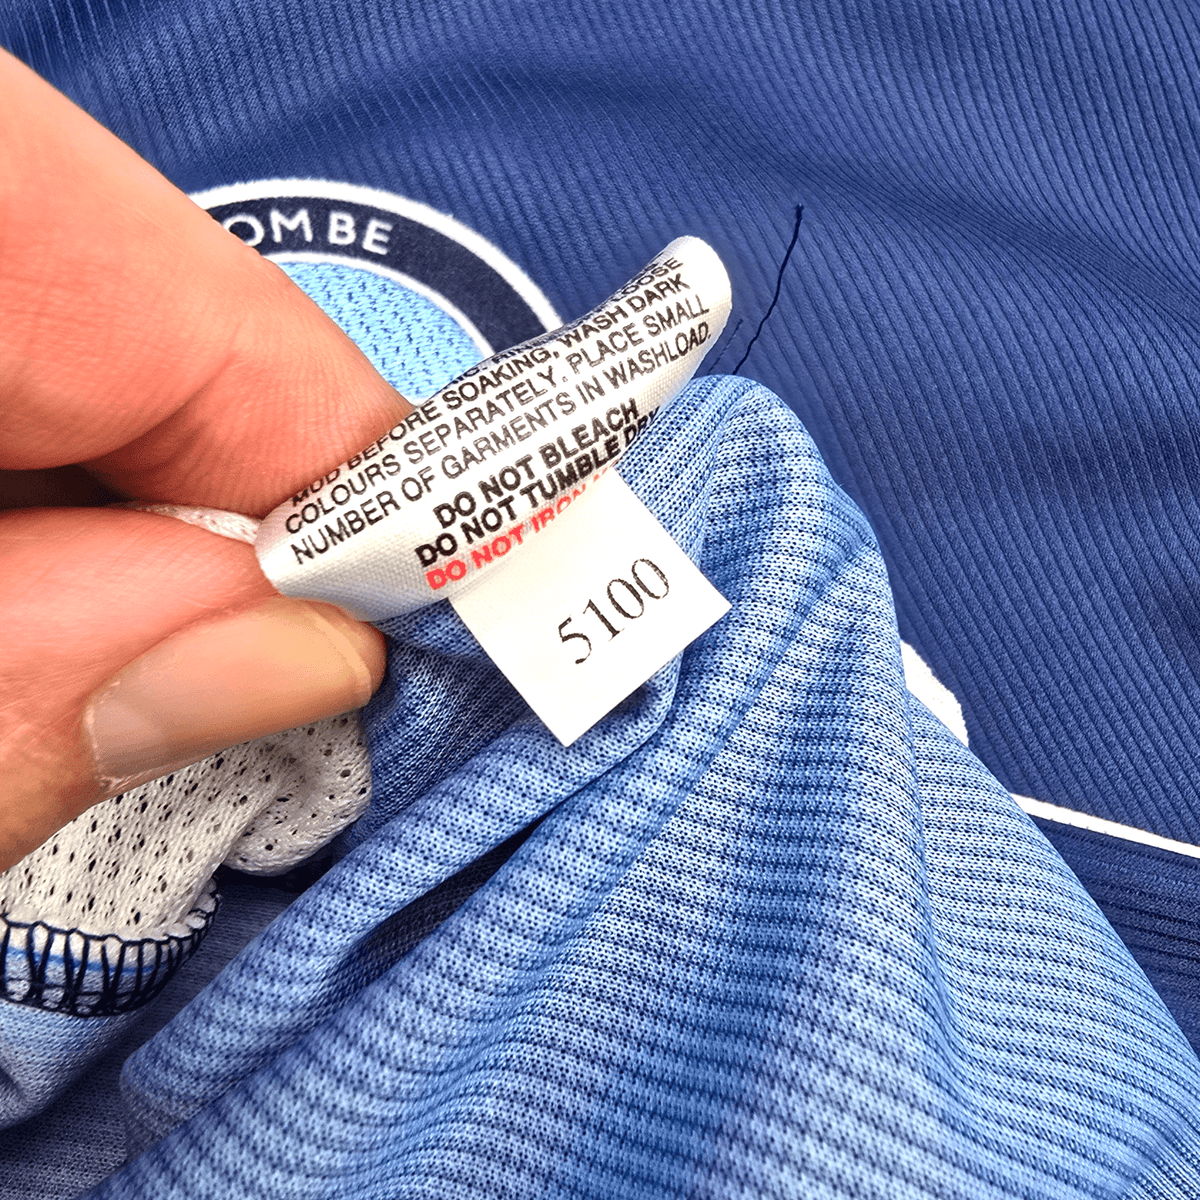 OMBE
OOSE
MUD BEFORE SOAKING, WASH DARK
COLOURS SEPARATELY. PLACE SMALL
NUMBER OF GARMENTS IN WASHLOAD.
DO NOT BLEACH
DO NOT TUMBLE DRY
DO NOT IRON
5100